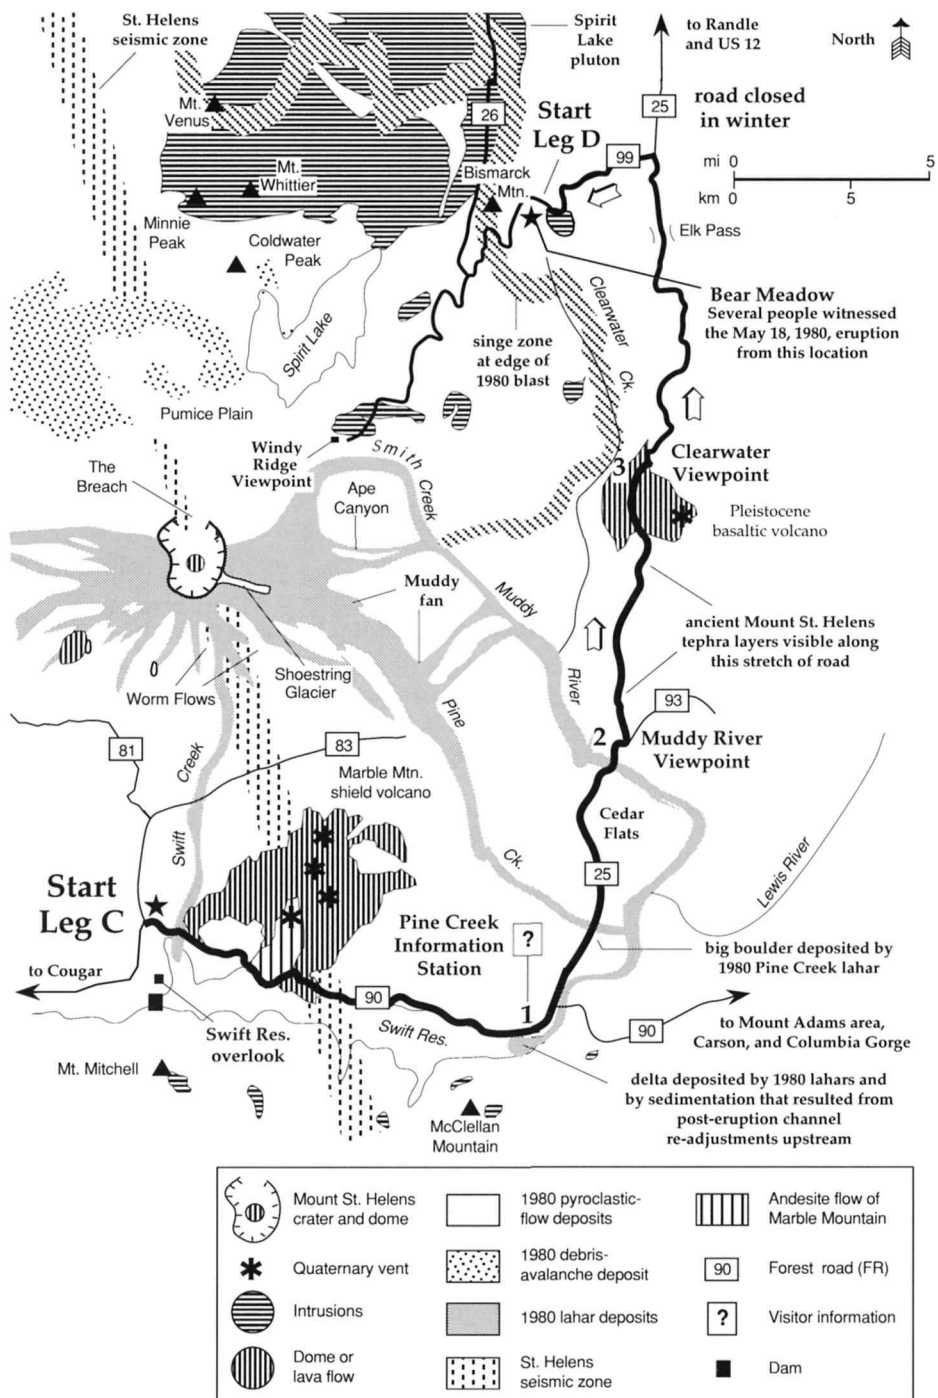 St. Helens
seismic zone
Spirit
Lake
pluton
to Randle
and US 12
North
Mt.
Venus
26
Start
Leg D
25
road closed
in winter
99
mi 0 5
km 0 5
Mt.
Whittier
Bismarck
Mtn.
Minnie
Peak
Coldwater
Peak
Elk Pass
Spirit Lake
Clearwater
Ck.
Bear Meadow
Several people witnessed
the May 18, 1980, eruption
from this location
singe zone
at edge of
1980 blast
Pumice Plain
Windy
Ridge
Viewpoint
Smith
Creek
3
Clearwater
Viewpoint
The
Breach
Ape
Canyon
Pleistocene
basaltic volcano
Muddy
fan
Muddy
River
ancient Mount St. Helens
tephra layers visible along
this stretch of road
Worm Flows
Shoestring
Glacier
93
Pine
Ck.
2
Muddy River
Viewpoint
81
83
Creek
Swift
Marble Mtn.
shield volcano
Cedar
Flats
25
Lewis River
Start
Leg C
Pine Creek
Information
Station
?
big boulder deposited by
1980 Pine Creek lahar
to Cougar
90
1
90
to Mount Adams area,
Carson, and Columbia Gorge
Swift Res.
overlook
Swift Res.
Mt. Mitchell
delta deposited by 1980 lahars and
by sedimentation that resulted from
post-eruption channel
re-adjustments upstream
McClellan
Mountain
Mount St. Helens
crater and dome
1980 pyroclastic-
flow deposits
Andesite flow of
Marble Mountain
Quaternary vent
1980 debris-
avalanche deposit
90
Forest road (FR)
Intrusions
1980 lahar deposits
?
Visitor information
Dome or
lava flow
St. Helens
seismic zone
Dam